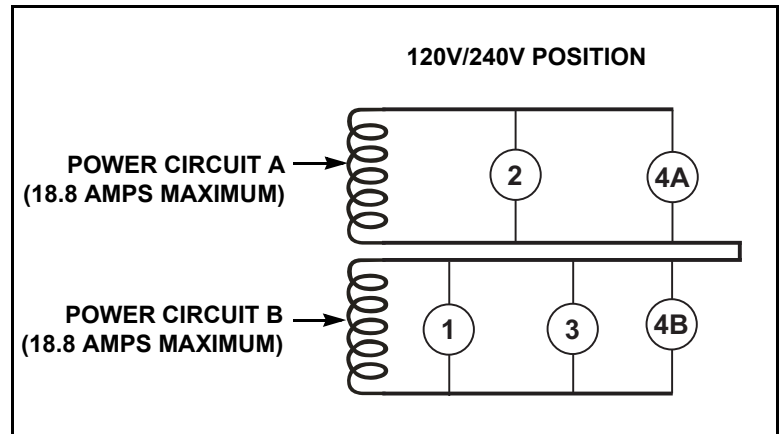 120V/240V POSITION
POWER CIRCUIT A
(18.8 AMPS MAXIMUM)
2
4A
POWER CIRCUIT B
(18.8 AMPS MAXIMUM)
1
3
4B